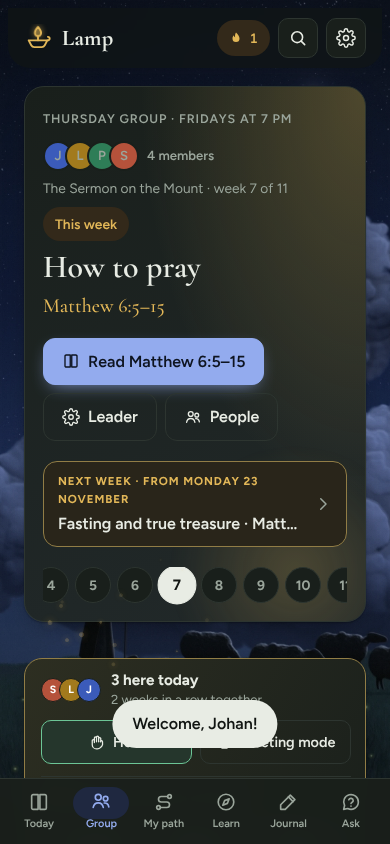 Lamp
1
THURSDAY GROUP · FRIDAYS AT 7 PM
J L P S 4 members
The Sermon on the Mount · week 7 of 11
This week
How to pray
Matthew 6:5–15
Read Matthew 6:5–15
Leader
People
NEXT WEEK · FROM MONDAY 23
NOVEMBER
Fasting and true treasure · Matt...
4 5 6 7 8 9 10 11
S L J 3 here today
2 weeks in a row together
Welcome, Johan!
mode
Today Group My path Learn Journal Ask